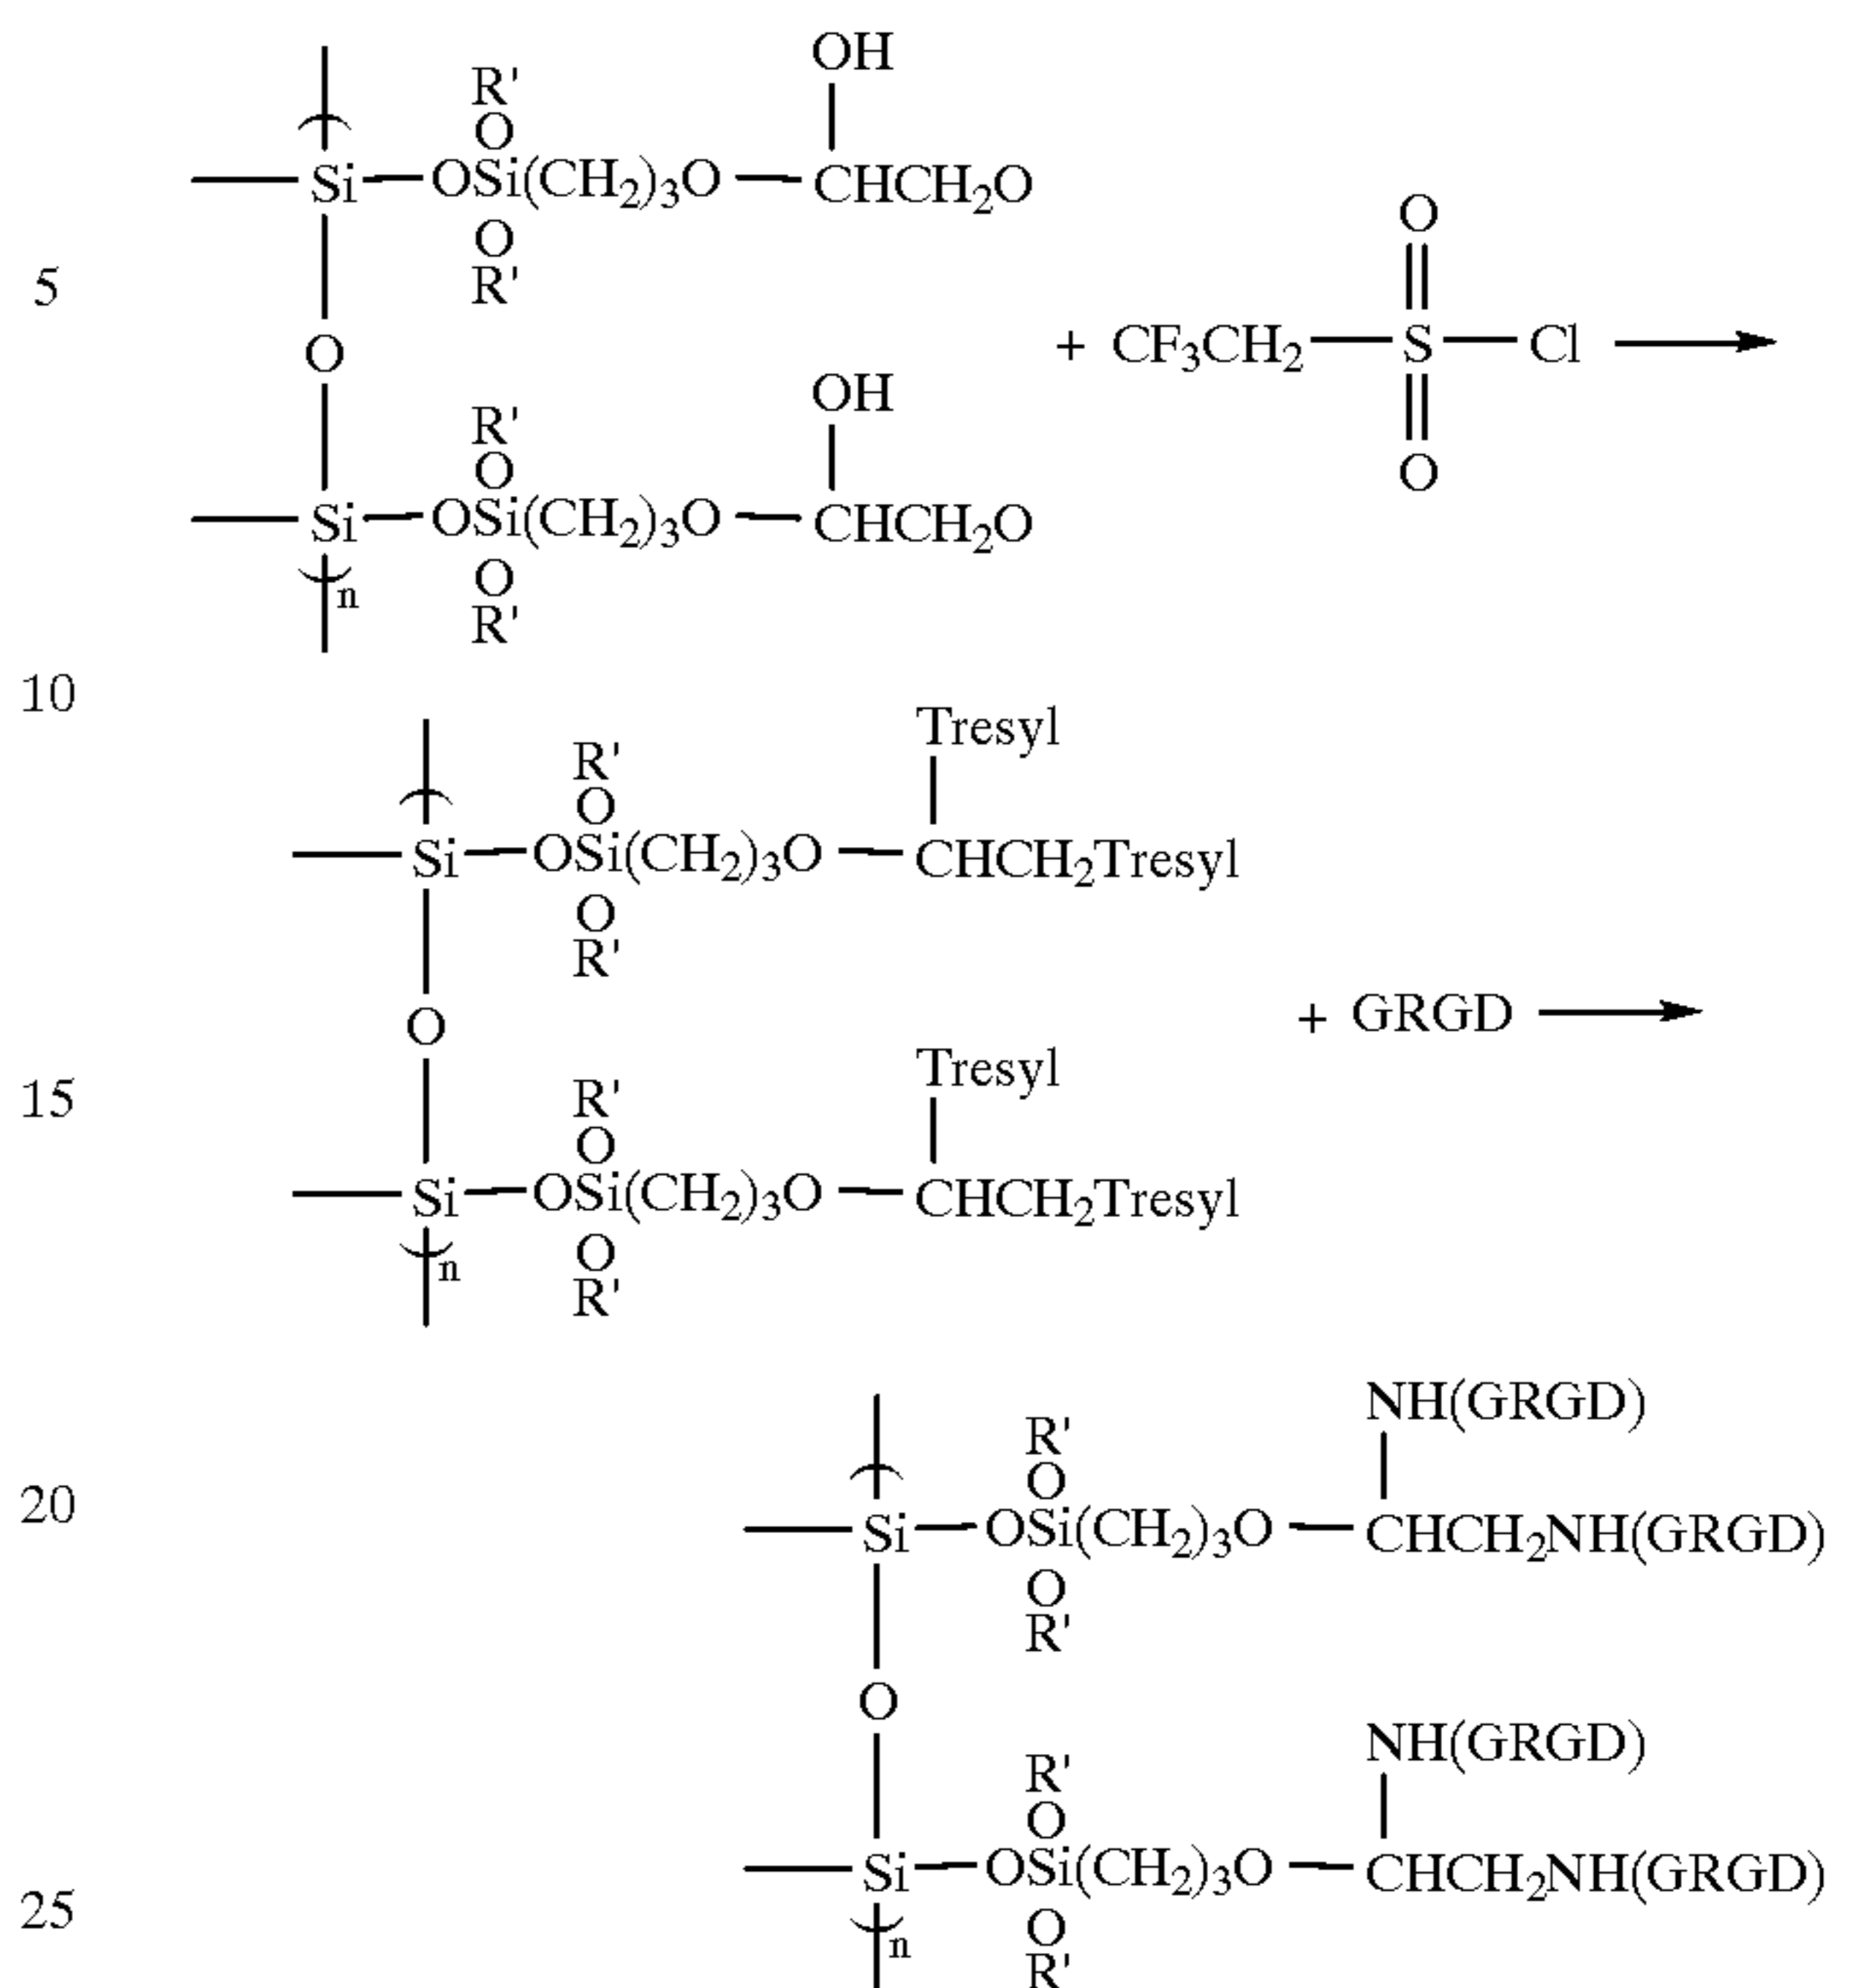 OH
R'
O
Si—OSi(CH2)3O—CHCH2O
O
R'
5
O
+ CF3CH2—S—Cl
O
O
OH
R'
O
Si—OSi(CH2)3O—CHCH2O
O
R'
n
10
Tresyl
R'
O
Si—OSi(CH2)3O—CHCH2Tresyl
O
R'
O
+ GRGD
15
Tresyl
R'
O
Si—OSi(CH2)3O—CHCH2Tresyl
O
R'
n
NH(GRGD)
R'
O
20
Si—OSi(CH2)3O—CHCH2NH(GRGD)
O
R'
O
NH(GRGD)
R'
O
Si—OSi(CH2)3O—CHCH2NH(GRGD)
25
O
R'
n